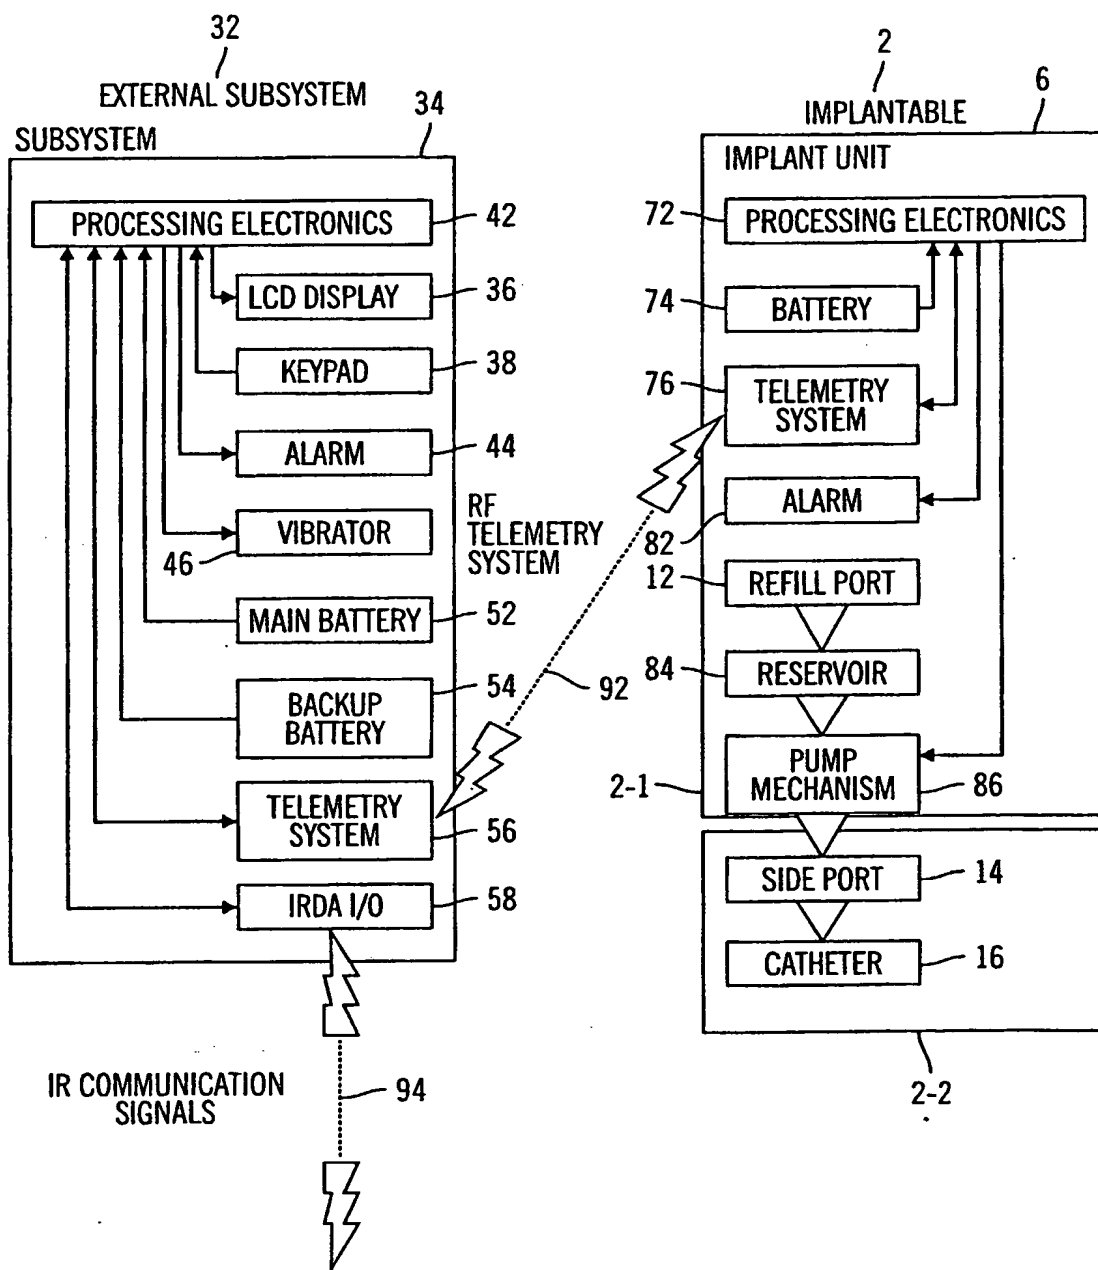 32
EXTERNAL SUBSYSTEM
SUBSYSTEM
34
PROCESSING ELECTRONICS
42
LCD DISPLAY
36
KEYPAD
38
ALARM
44
VIBRATOR
46
MAIN BATTERY
52
BACKUP
BATTERY
54
TELEMETRY
SYSTEM
56
IRDA I/O
58
RF
TELEMETRY
SYSTEM
92
IR COMMUNICATION
SIGNALS
94
2
IMPLANTABLE
6
IMPLANT UNIT
72
PROCESSING ELECTRONICS
74
BATTERY
76
TELEMETRY
SYSTEM
ALARM
82
12
REFILL PORT
84
RESERVOIR
2-1
PUMP
MECHANISM
86
SIDE PORT
14
CATHETER
16
2-2